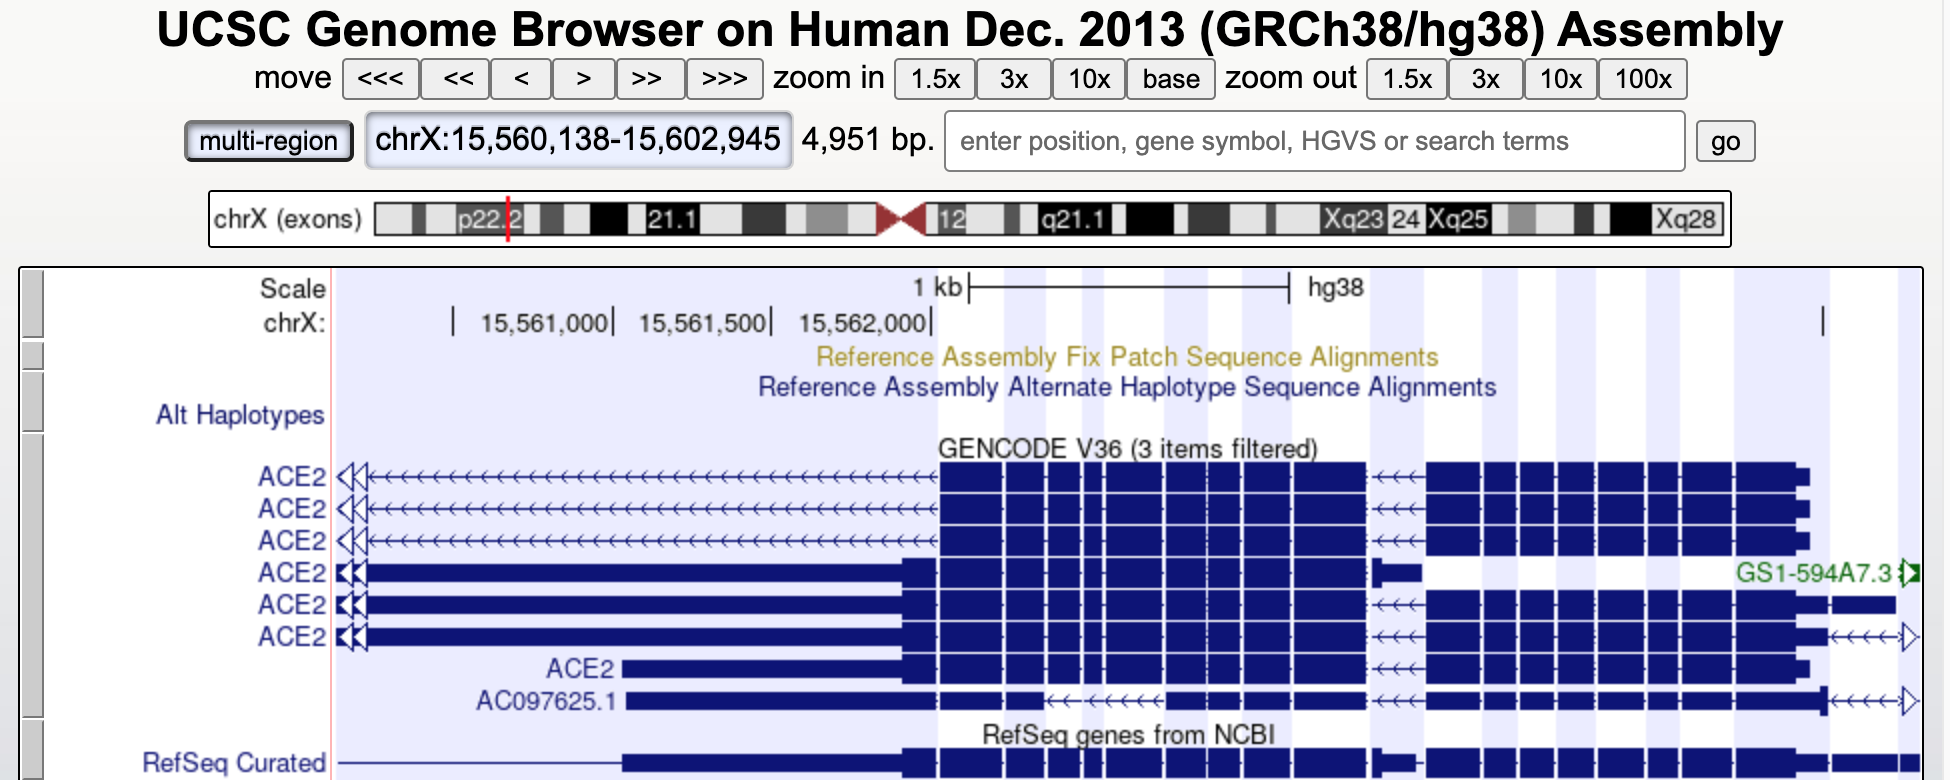 UCSC Genome Browser on Human Dec. 2013 (GRCh38/hg38) Assembly
move <<< << < > >> >>> zoom in 1.5x 3x 10x base zoom out 1.5x 3x 10x 100x
multi-region chrX:15,560,138-15,602,945 4,951 bp. enter position, gene symbol, HGVS or search terms go
chrX (exons) p22.2 21.1 12 q21.1 Xq23 24 Xq25 Xq28
Scale 1 kb hg38
chrX: 15,561,000 15,561,500 15,562,000
Reference Assembly Fix Patch Sequence Alignments
Reference Assembly Alternate Haplotype Sequence Alignments
Alt Haplotypes
GENCODE V36 (3 items filtered)
ACE2
ACE2
ACE2
ACE2 GS1-594A7.3
ACE2
ACE2
ACE2
AC097625.1
RefSeq genes from NCBI
RefSeq Curated